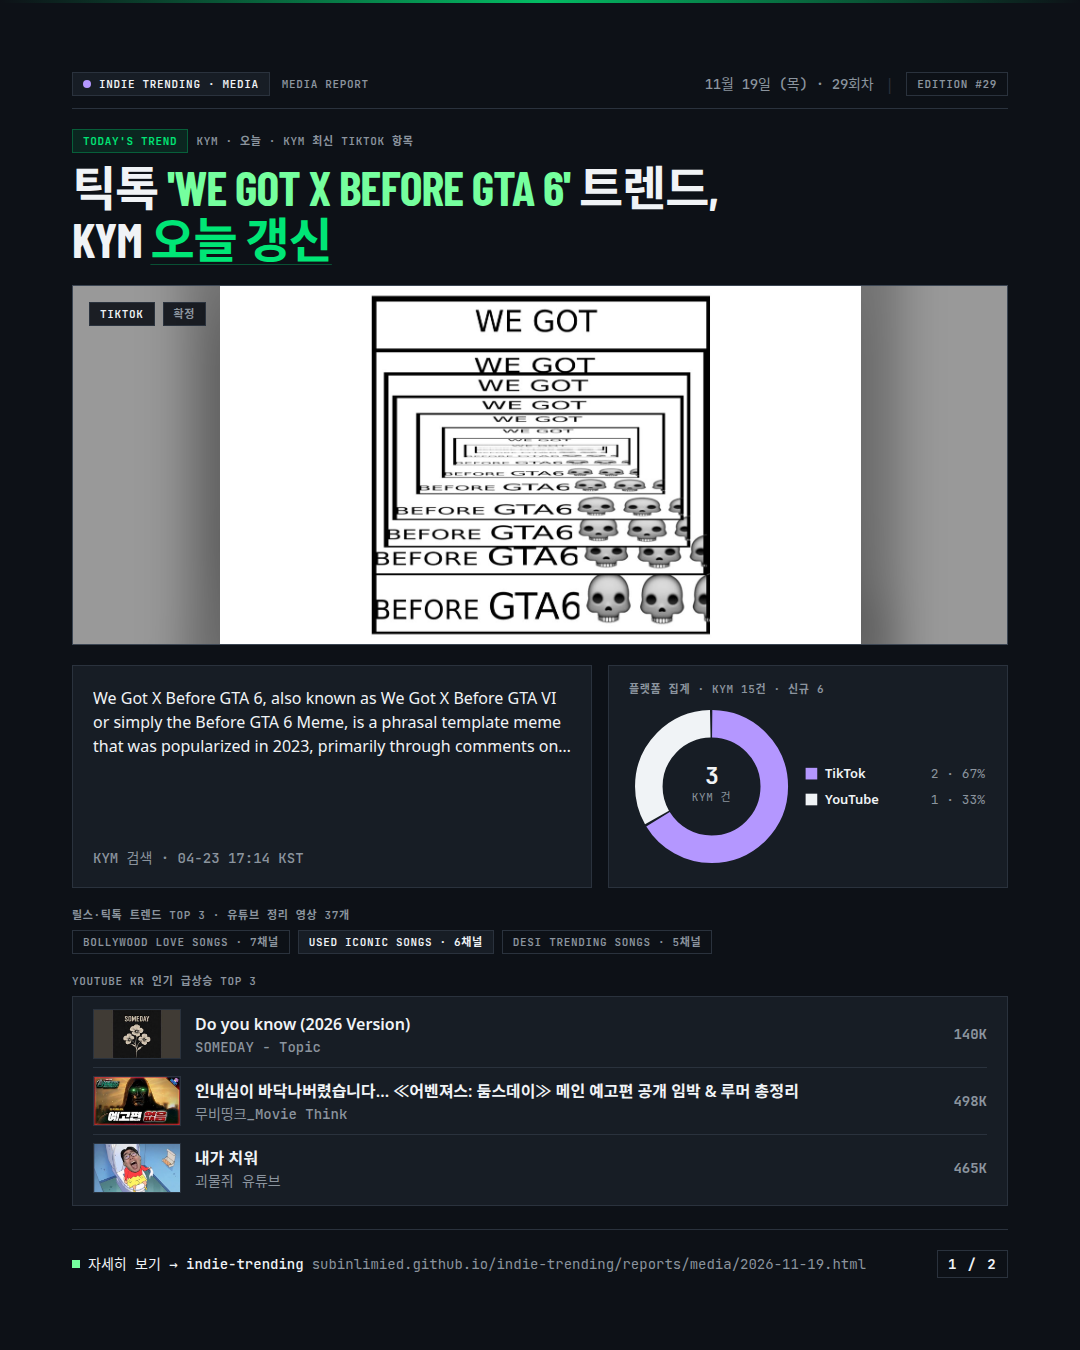 INDIE TRENDING · MEDIA
MEDIA REPORT
11월 19일 (목) · 29회차
EDITION #29
TODAY'S TREND
KYM · 오늘 · KYM 최신 TIKTOK 항목
틱톡 'WE GOT X BEFORE GTA 6' 트렌드,
KYM 오늘 갱신
TIKTOK
확정
WE GOT
WE GOT
WE GOT
WE GOT
WE GOT
WE GOT
BEFORE GTA6
BEFORE GTA6
BEFORE GTA6
BEFORE GTA6
BEFORE GTA6
BEFORE GTA6
We Got X Before GTA 6, also known as We Got X Before GTA VI
or simply the Before GTA 6 Meme, is a phrasal template meme
that was popularized in 2023, primarily through comments on...
KYM 검색 · 04-23 17:14 KST
플랫폼 집계 · KYM 15건 · 신규 6
3
KYM 건
TikTok 2 · 67%
YouTube 1 · 33%
릴스·틱톡 트렌드 TOP 3 · 유튜브 정리 영상 37개
BOLLYWOOD LOVE SONGS · 7채널
USED ICONIC SONGS · 6채널
DESI TRENDING SONGS · 5채널
YOUTUBE KR 인기 급상승 TOP 3
SOMEDAY
Do you know (2026 Version)
SOMEDAY - Topic
140K
예고편 없음
인내심이 바닥나버렸습니다... ≪어벤져스: 둠스데이≫ 메인 예고편 공개 임박 & 루머 총정리
무비띵크_Movie Think
498K
내가 치워
괴물쥐 유튜브
465K
자세히 보기 → indie-trending subinlimied.github.io/indie-trending/reports/media/2026-11-19.html
1 / 2